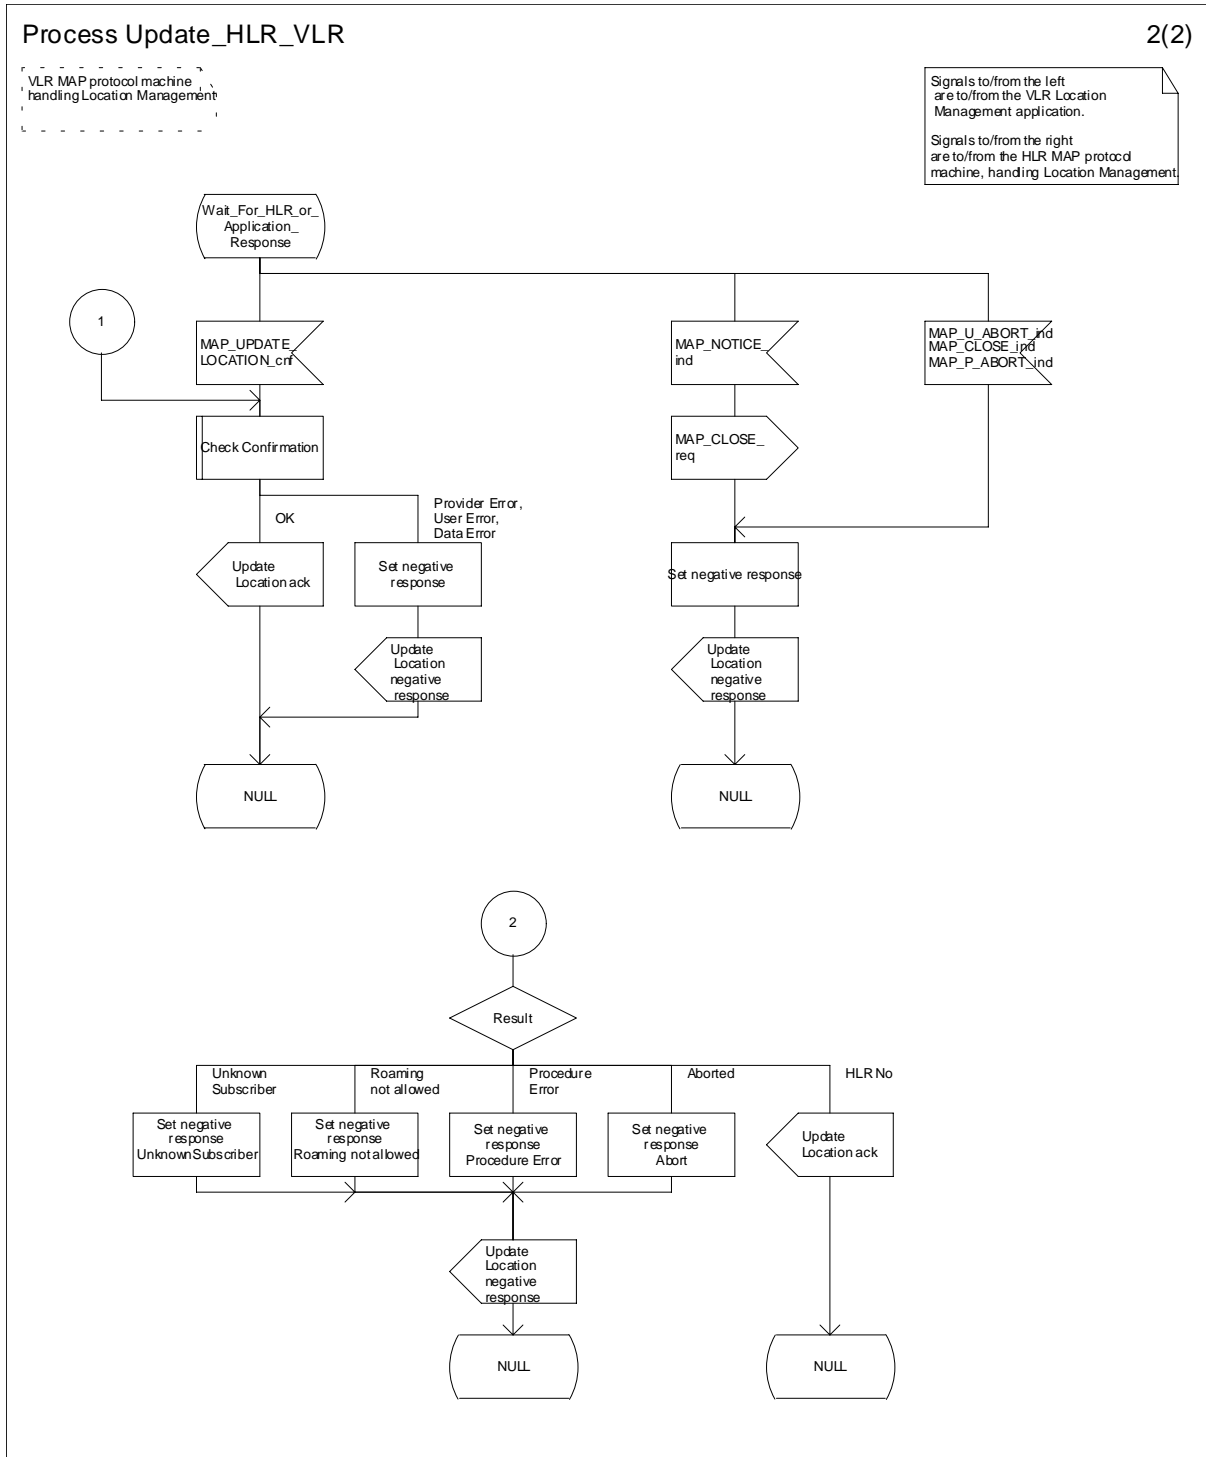 Process Update_HLR_VLR
2(2)
VLR MAP protocol machine
handling Location Management
Signals to/from the left
are to/from the VLR Location
Management application.
Signals to/from the right
are to/from the HLR MAP protocol
machine, handling Location Management.
Wait_For_HLR_or_
Application_
Response
1
MAP_UPDATE_
LOCATION_cnf
MAP_NOTICE_
ind
MAP_U_ABORT_ind
MAP_CLOSE_ind
MAP_P_ABORT_ind
Check Confirmation
MAP_CLOSE_
req
OK
Provider Error,
User Error,
Data Error
Update
Location ack
Set negative
response
Set negative response
Update
Location
negative
response
Update
Location
negative
response
NULL
NULL
2
Result
Unknown
Subscriber
Roaming
not allowed
Procedure
Error
Aborted
HLR No
Set negative
response
Unknown Subscriber
Set negative
response
Roaming not allowed
Set negative
response
Procedure Error
Set negative
response
Abort
Update
Location ack
Update
Location
negative
response
NULL
NULL